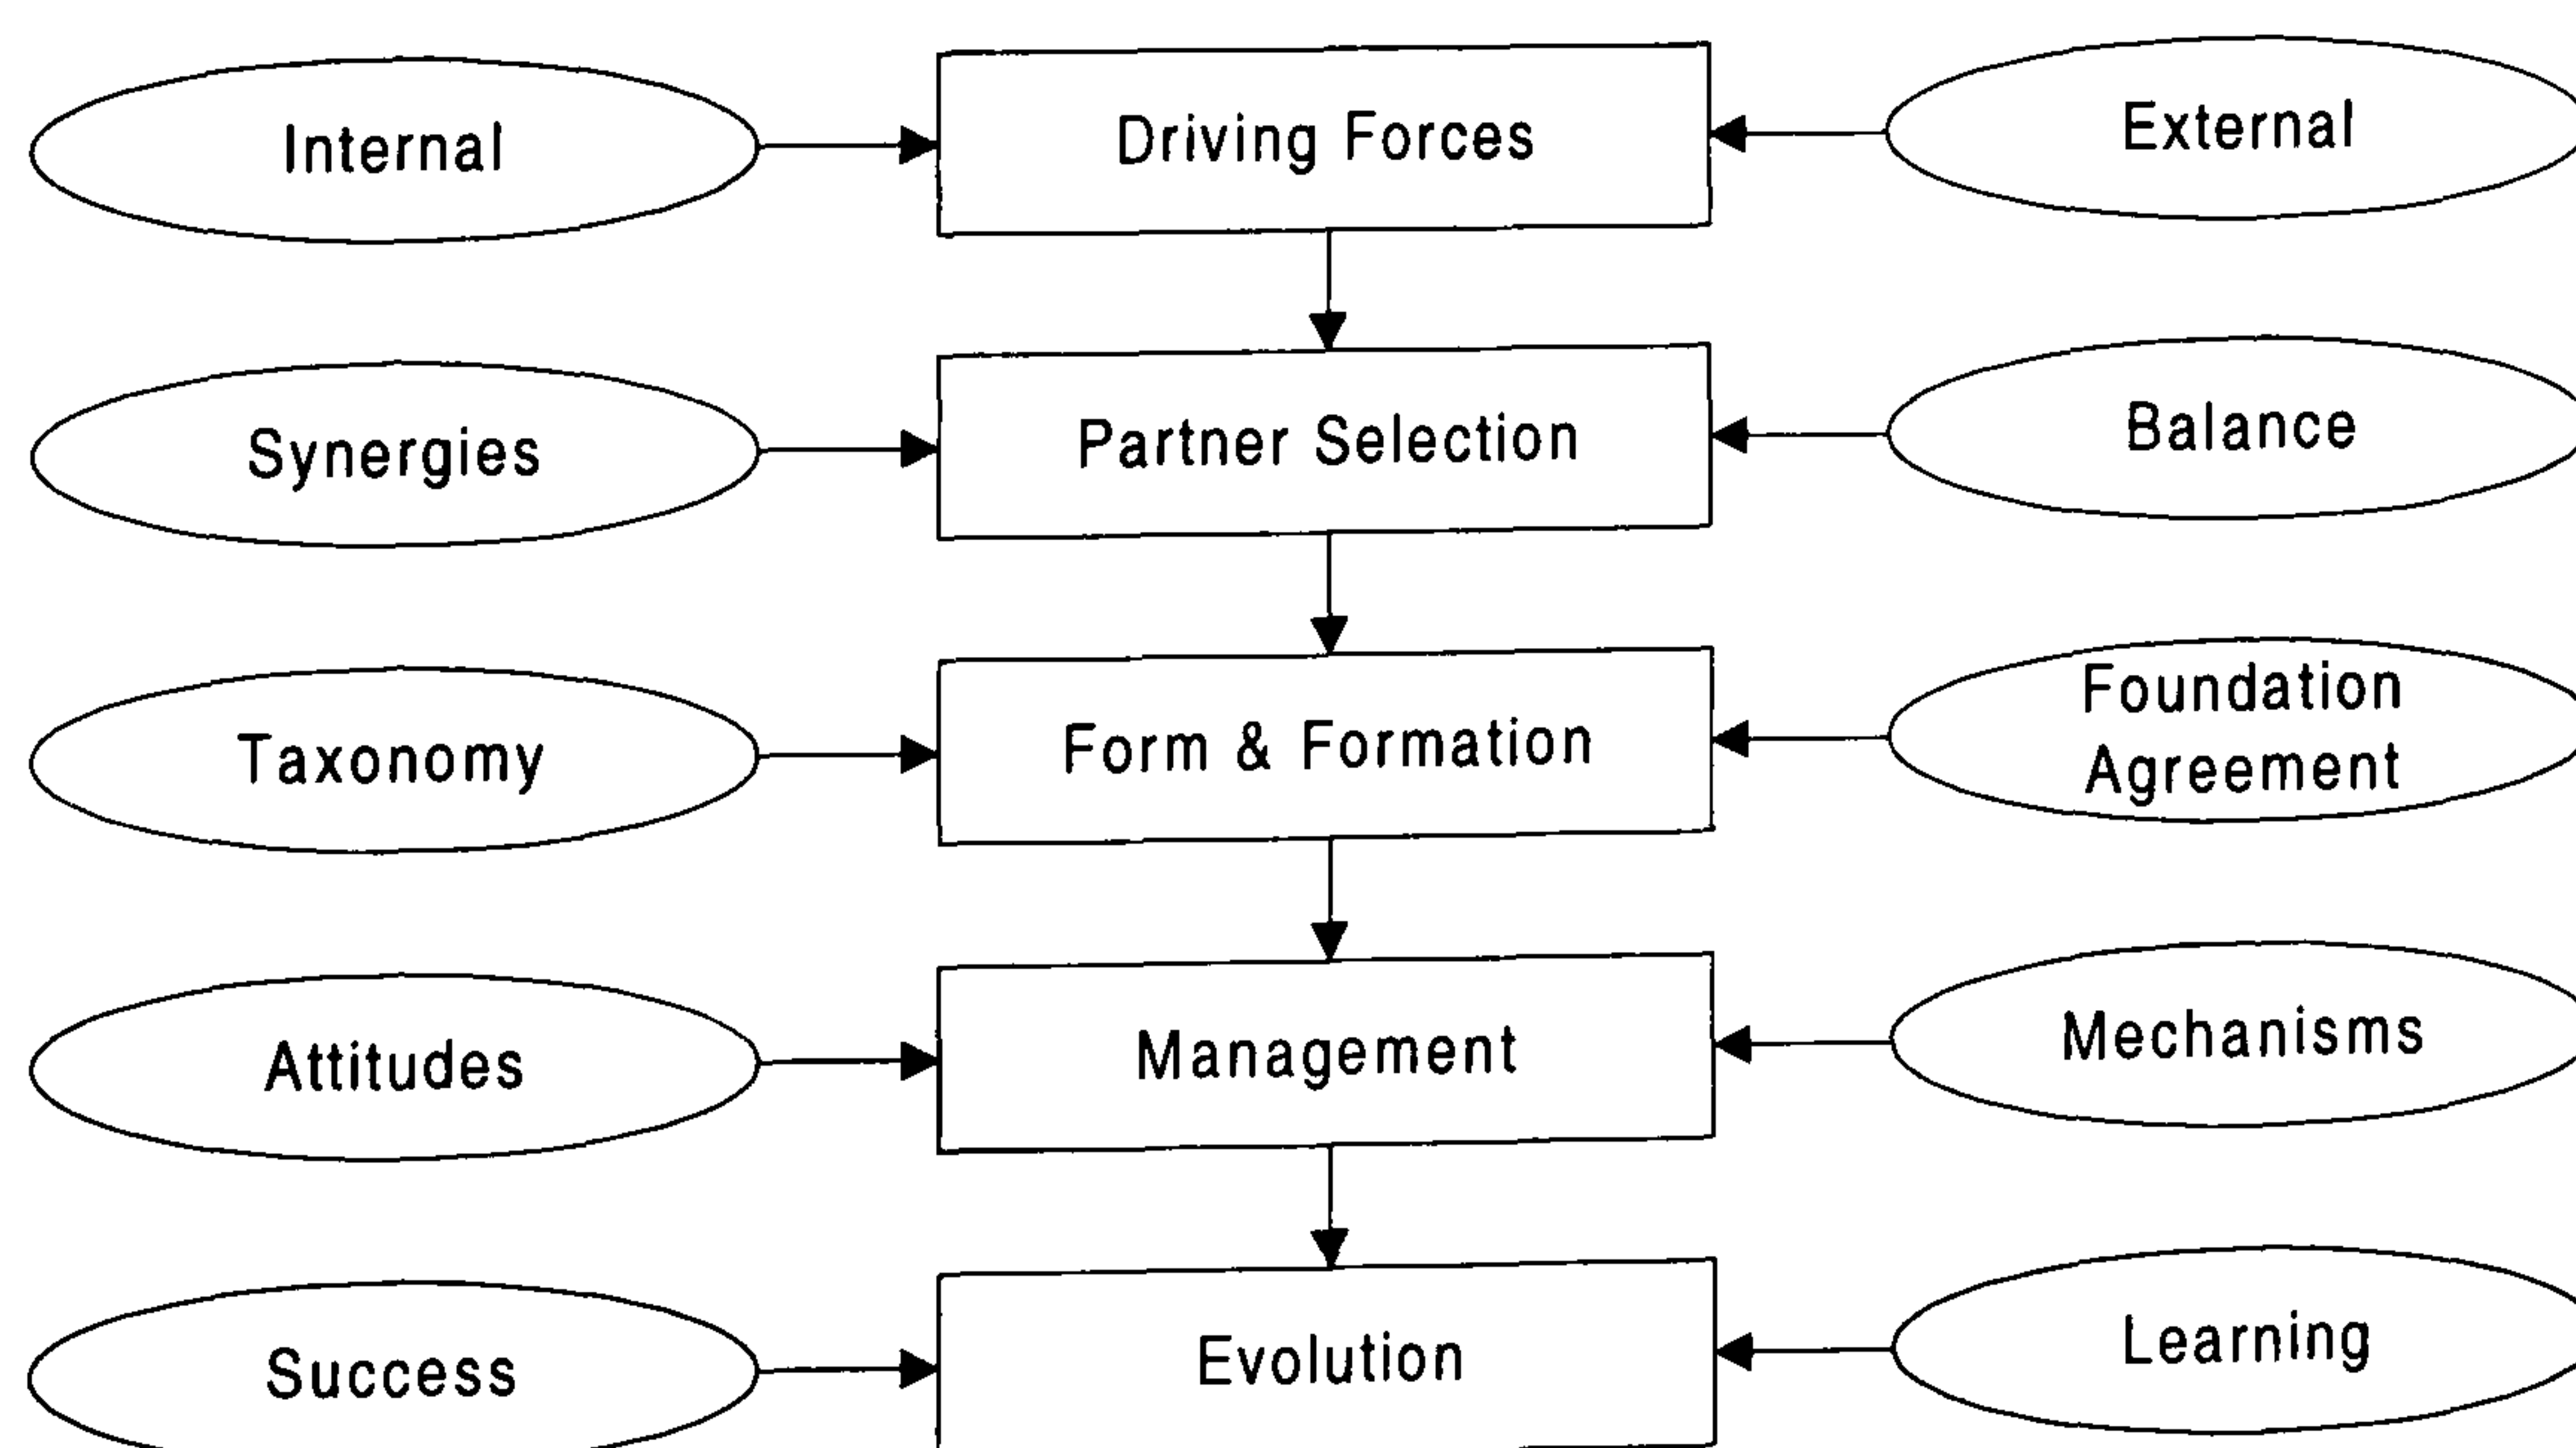 Internal
Driving Forces
External
Synergies
Partner Selection
Balance
Taxonomy
Form & Formation
Foundation
Agreement
Attitudes
Management
Mechanisms
Success
Evolution
Learning